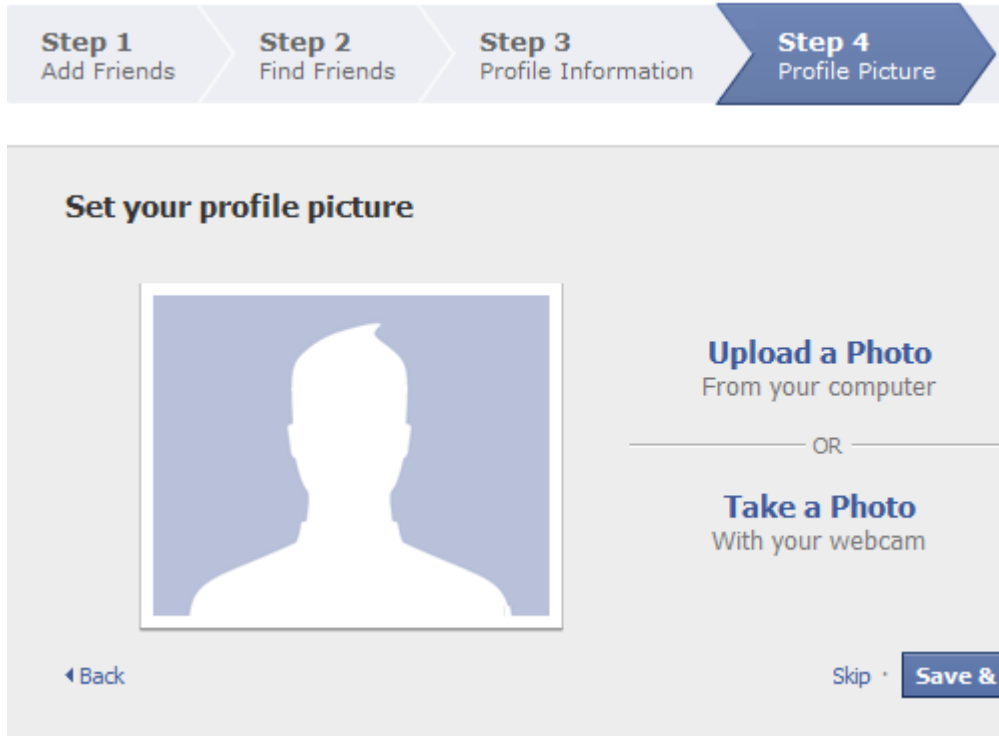 Step 1
Add Friends
Step 2
Find Friends
Step 3
Profile Information
Step 4
Profile Picture
Set your profile picture
Upload a Photo
From your computer
OR
Take a Photo
With your webcam
Back
Skip ·
Save &